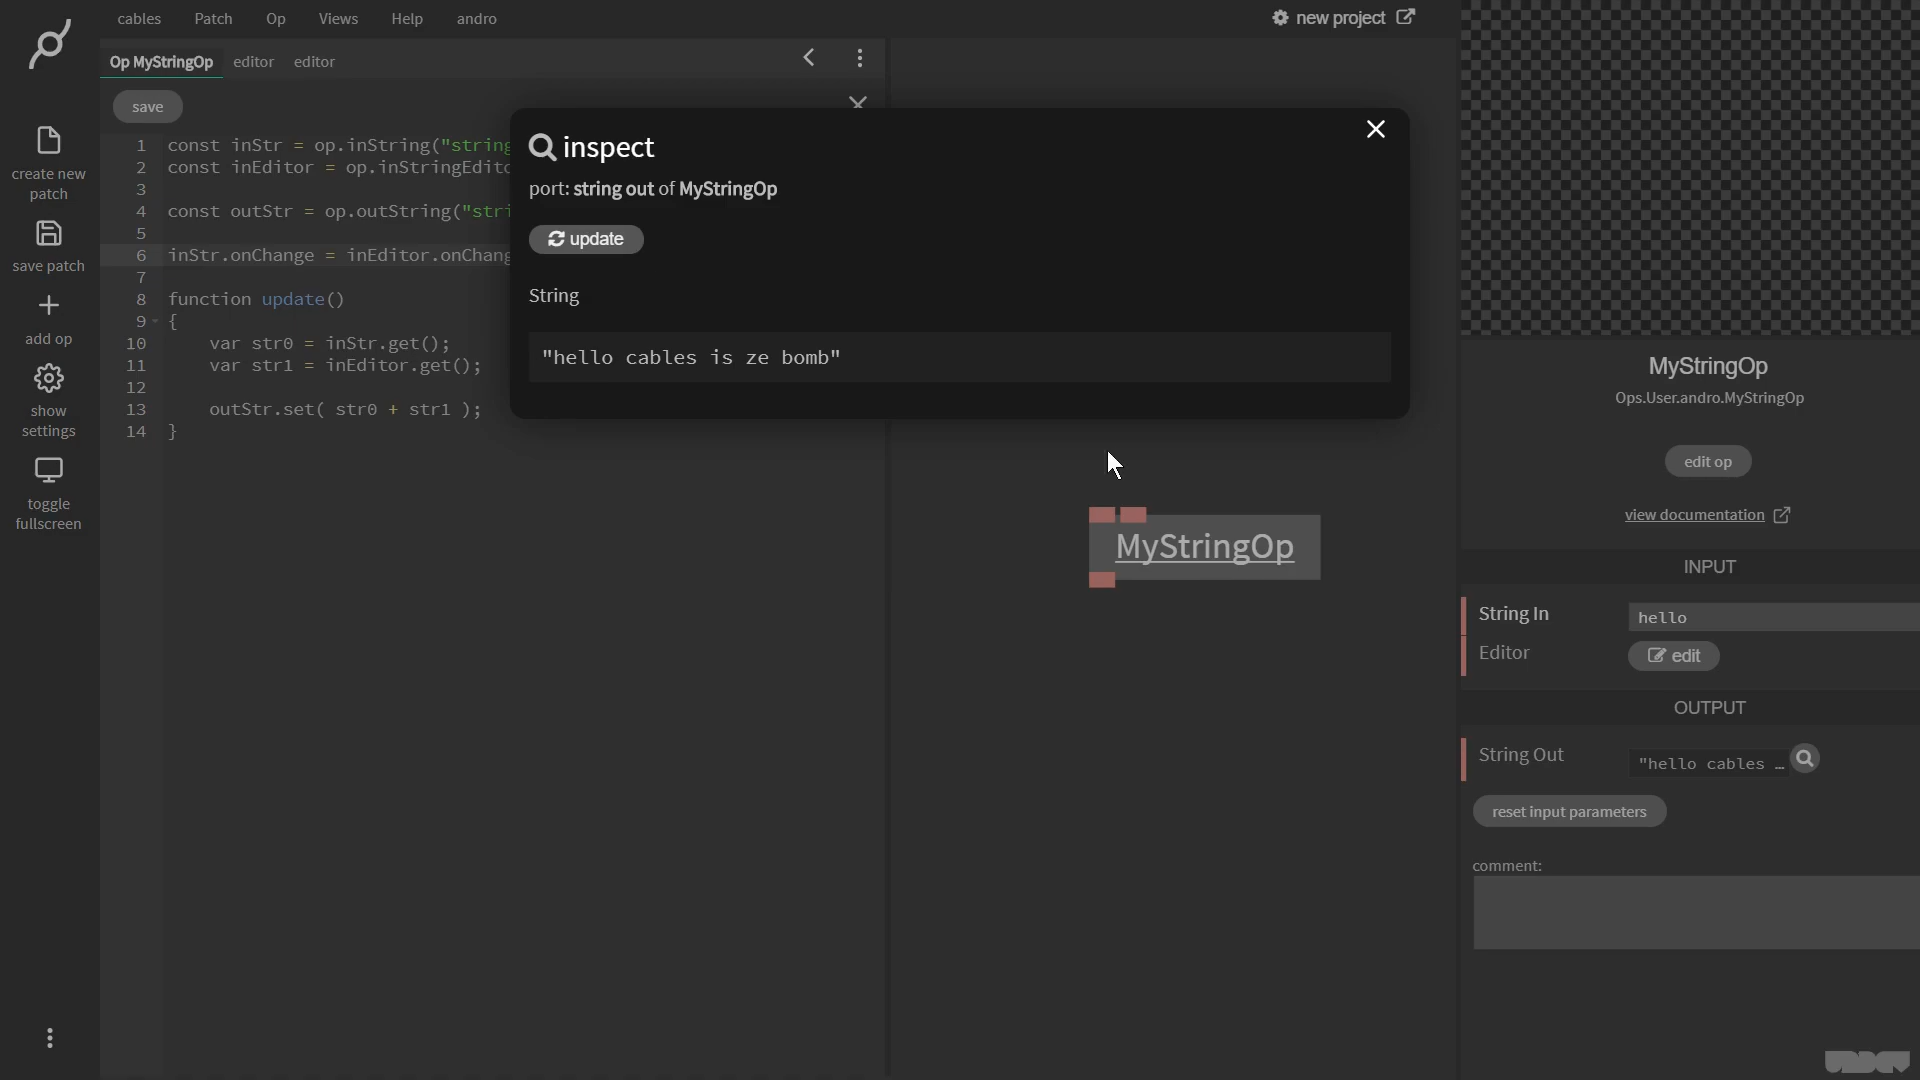 cables Patch Op Views Help andro
new project
Op MyStringOp editor editor
save
create new
patch
save patch
add op
show
settings
toggle
fullscreen
1 const inStr = op.inString("string
2 const inEditor = op.inStringEdito
3
4 const outStr = op.outString("stri
5
6 inStr.onChange = inEditor.onChang
7
8 function update()
9 {
10 var str0 = inStr.get();
11 var str1 = inEditor.get();
12
13 outStr.set( str0 + str1 );
14 }
inspect
port: string out of MyStringOp
update
String
"hello cables is ze bomb"
MyStringOp
MyStringOp
Ops.User.andro.MyStringOp
edit op
view documentation
INPUT
String In hello
Editor edit
OUTPUT
String Out "hello cables …
reset input parameters
comment: